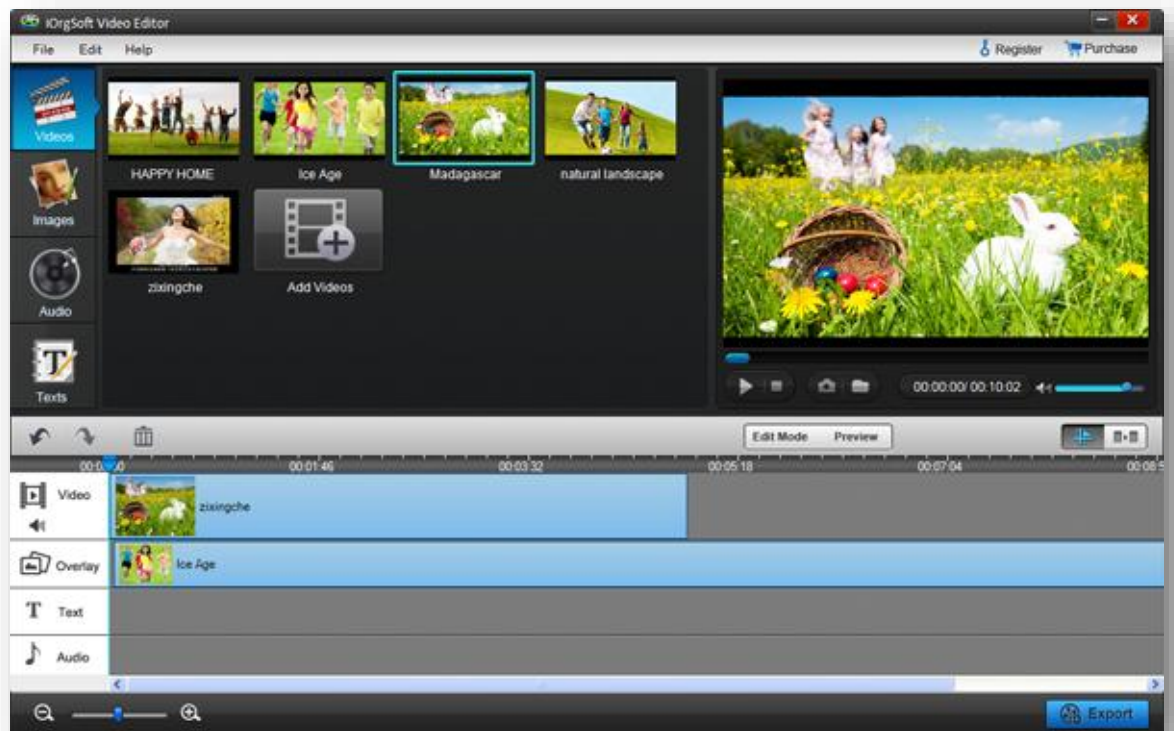 iOrgSoft Video Editor
File Edit Help Register Purchase
Videos
HAPPY HOME Ice Age Madagascar natural landscape
Images
zixingche Add Videos
Audio
Texts
00:00:00/ 00:10:02
Edit Mode Preview
00:01:46 00:03:32 00:05:18 00:07:04
Video zixingche
Overlay Ice Age
T Text
Audio
Export